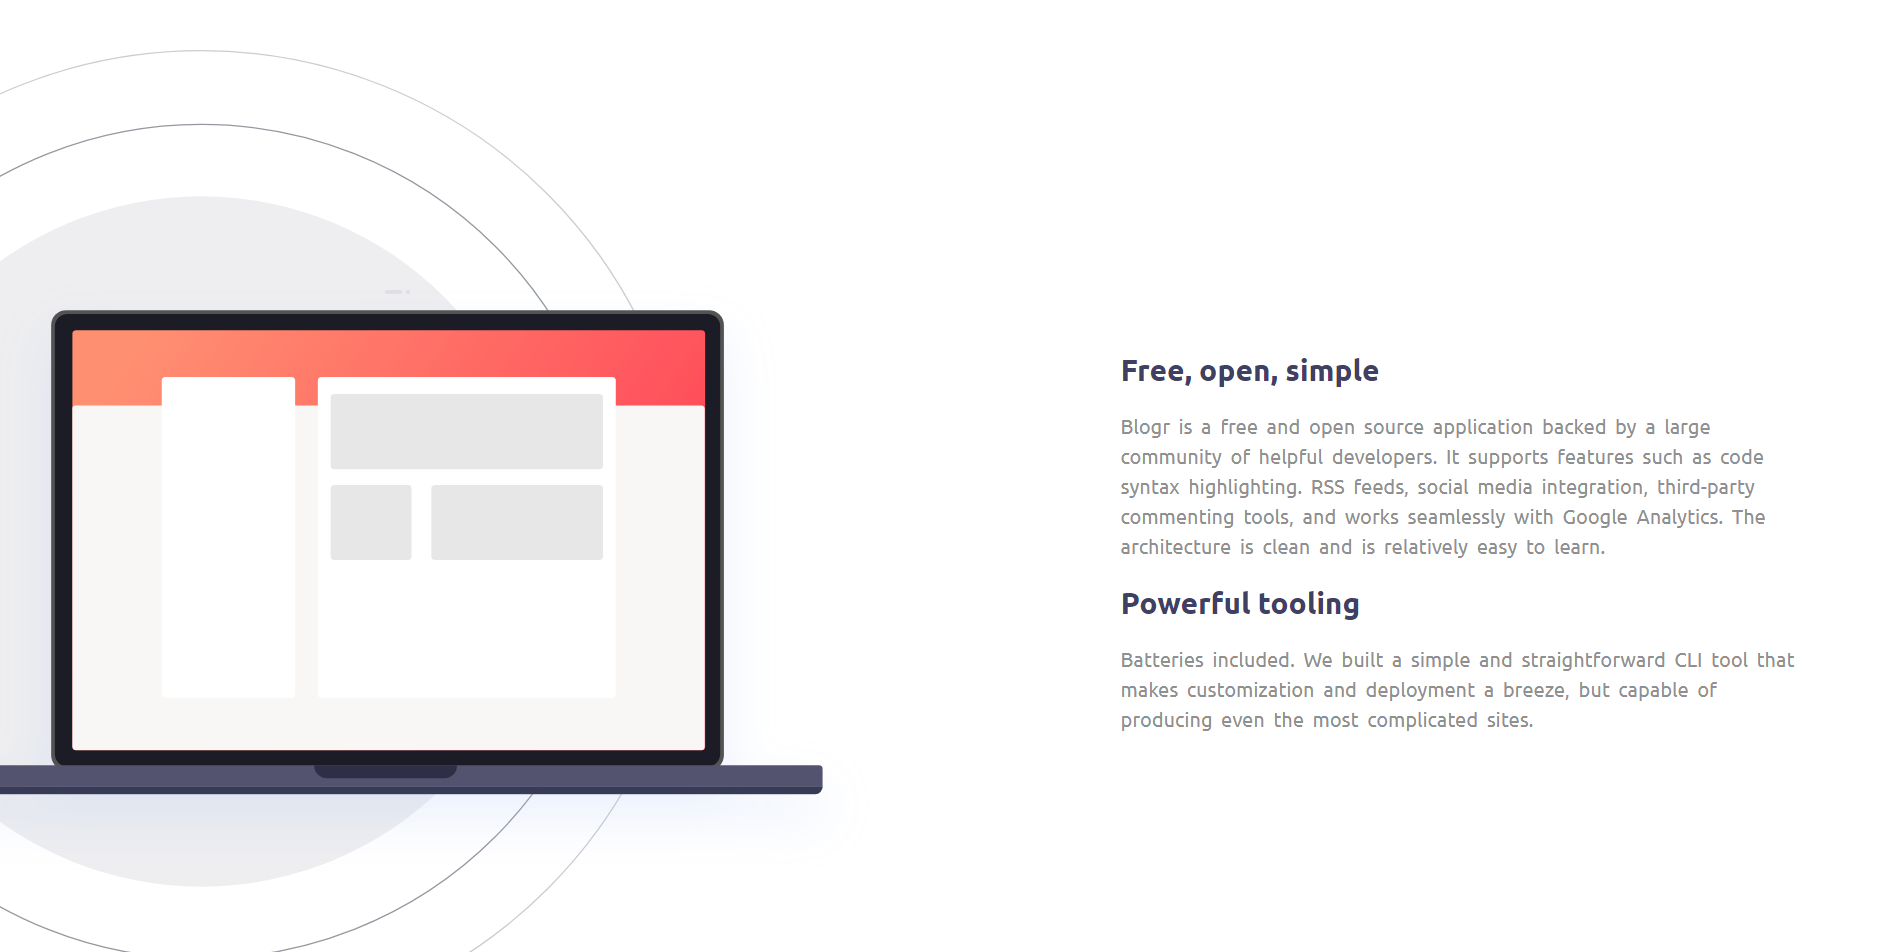 Free, open, simple
Blogr is a free and open source application backed by a large
community of helpful developers. It supports features such as code
syntax highlighting. RSS feeds, social media integration, third-party
commenting tools, and works seamlessly with Google Analytics. The
architecture is clean and is relatively easy to learn.
Powerful tooling
Batteries included. We built a simple and straightforward CLI tool that
makes customization and deployment a breeze, but capable of
producing even the most complicated sites.